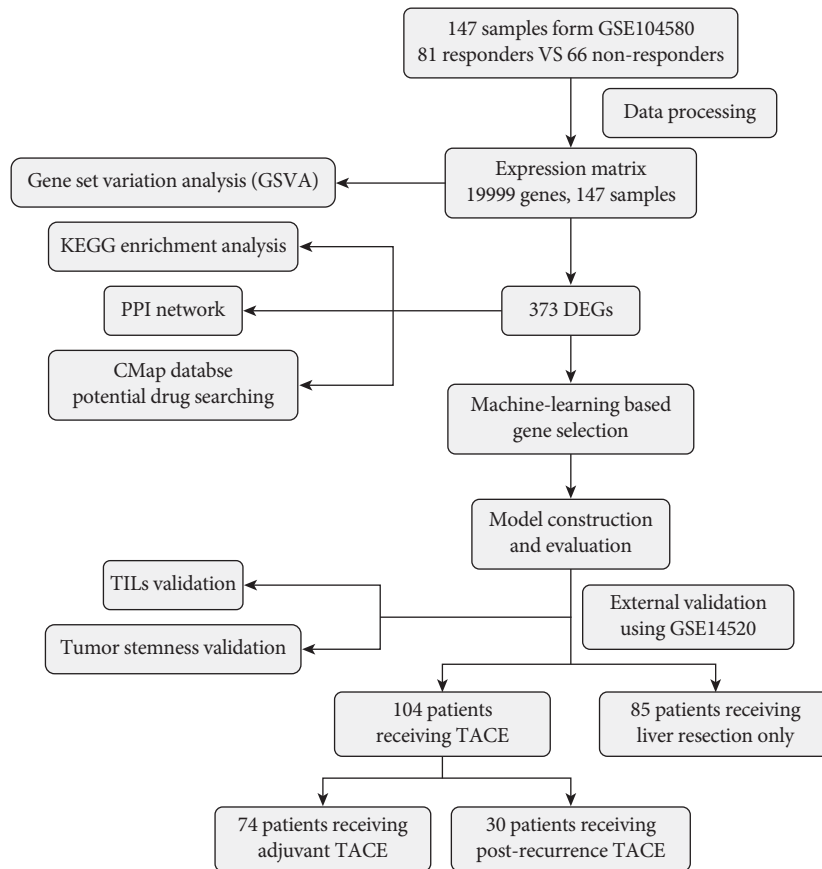 147 samples form GSE104580
81 responders VS 66 non-responders
Data processing
Expression matrix
19999 genes, 147 samples
Gene set variation analysis (GSVA)
KEGG enrichment analysis
PPI network
373 DEGs
CMap databse
potential drug searching
Machine-learning based
gene selection
Model construction
and evaluation
TILs validation
External validation
using GSE14520
Tumor stemness validation
104 patients
receiving TACE
85 patients receiving
liver resection only
74 patients receiving
adjuvant TACE
30 patients receiving
post-recurrence TACE